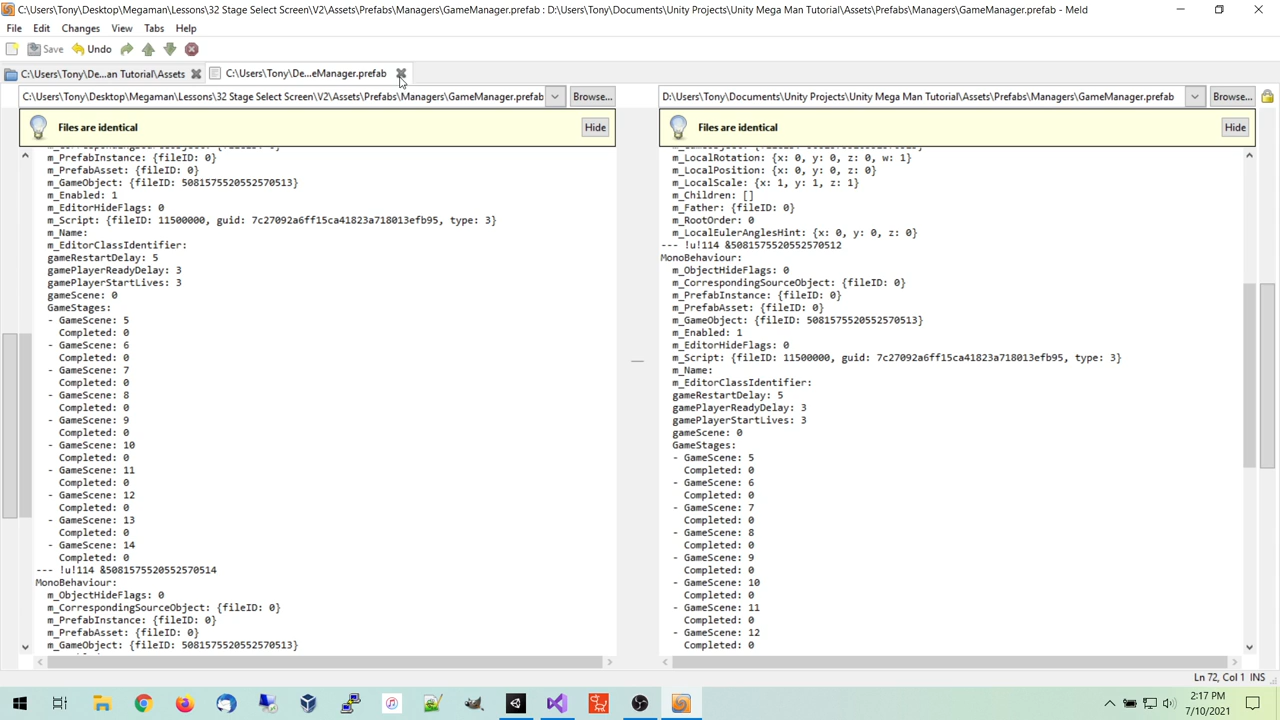 C:\Users\Tony\Desktop\Megaman\Lessons\32 Stage Select Screen\V2\Assets\Prefabs\Managers\GameManager.prefab : D:\Users\Tony\Documents\Unity Projects\Unity Mega Man Tutorial\Assets\Prefabs\Managers\GameManager.prefab - Meld
File Edit Changes View Tabs Help
Save Undo
C:\Users\Tony\De...an Tutorial\Assets C:\Users\Tony\De...eManager.prefab
C:\Users\Tony\Desktop\Megaman\Lessons\32 Stage Select Screen\V2\Assets\Prefabs\Managers\GameManager.prefab Browse...
Files are identical Hide
m_PrefabInstance: {fileID: 0}
m_PrefabAsset: {fileID: 0}
m_GameObject: {fileID: 5081575520552570513}
m_Enabled: 1
m_EditorHideFlags: 0
m_Script: {fileID: 11500000, guid: 7c27092a6ff15ca41823a718013efb95, type: 3}
m_Name:
m_EditorClassIdentifier:
gameRestartDelay: 5
gamePlayerReadyDelay: 3
gamePlayerStartLives: 3
gameScene: 0
GameStages:
- GameScene: 5
Completed: 0
- GameScene: 6
Completed: 0
- GameScene: 7
Completed: 0
- GameScene: 8
Completed: 0
- GameScene: 9
Completed: 0
- GameScene: 10
Completed: 0
- GameScene: 11
Completed: 0
- GameScene: 12
Completed: 0
- GameScene: 13
Completed: 0
- GameScene: 14
Completed: 0
--- !u!114 &5081575520552570514
MonoBehaviour:
m_ObjectHideFlags: 0
m_CorrespondingSourceObject: {fileID: 0}
m_PrefabInstance: {fileID: 0}
m_PrefabAsset: {fileID: 0}
m_GameObject: {fileID: 5081575520552570513}
D:\Users\Tony\Documents\Unity Projects\Unity Mega Man Tutorial\Assets\Prefabs\Managers\GameManager.prefab Browse...
Files are identical Hide
m_LocalRotation: {x: 0, y: 0, z: 0, w: 1}
m_LocalPosition: {x: 0, y: 0, z: 0}
m_LocalScale: {x: 1, y: 1, z: 1}
m_Children: []
m_Father: {fileID: 0}
m_RootOrder: 0
m_LocalEulerAnglesHint: {x: 0, y: 0, z: 0}
--- !u!114 &5081575520552570512
MonoBehaviour:
m_ObjectHideFlags: 0
m_CorrespondingSourceObject: {fileID: 0}
m_PrefabInstance: {fileID: 0}
m_PrefabAsset: {fileID: 0}
m_GameObject: {fileID: 5081575520552570513}
m_Enabled: 1
m_EditorHideFlags: 0
m_Script: {fileID: 11500000, guid: 7c27092a6ff15ca41823a718013efb95, type: 3}
m_Name:
m_EditorClassIdentifier:
gameRestartDelay: 5
gamePlayerReadyDelay: 3
gamePlayerStartLives: 3
gameScene: 0
GameStages:
- GameScene: 5
Completed: 0
- GameScene: 6
Completed: 0
- GameScene: 7
Completed: 0
- GameScene: 8
Completed: 0
- GameScene: 9
Completed: 0
- GameScene: 10
Completed: 0
- GameScene: 11
Completed: 0
- GameScene: 12
Completed: 0
Ln 72, Col 1 INS
2:17 PM
7/10/2021